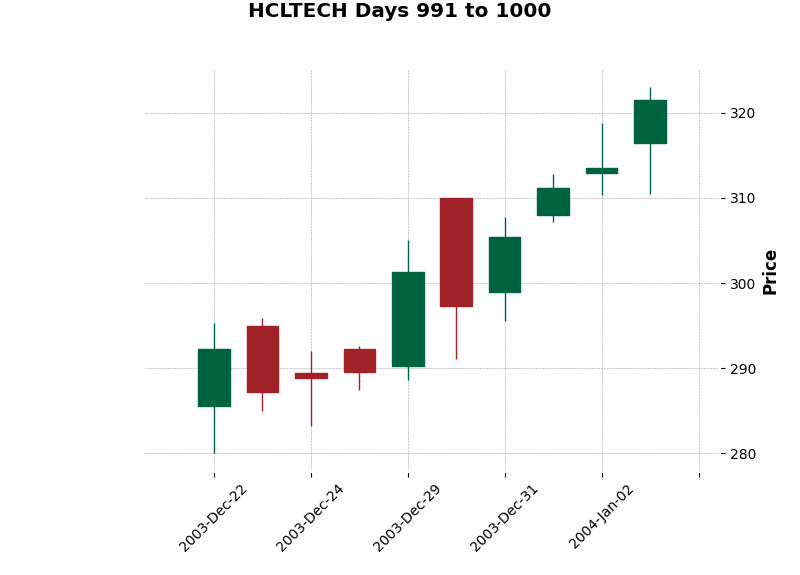 HCLTECH Days 991 to 1000
320
310
300
290
280
Price
2003-Dec-22
2003-Dec-24
2003-Dec-29
2003-Dec-31
2004-Jan-02